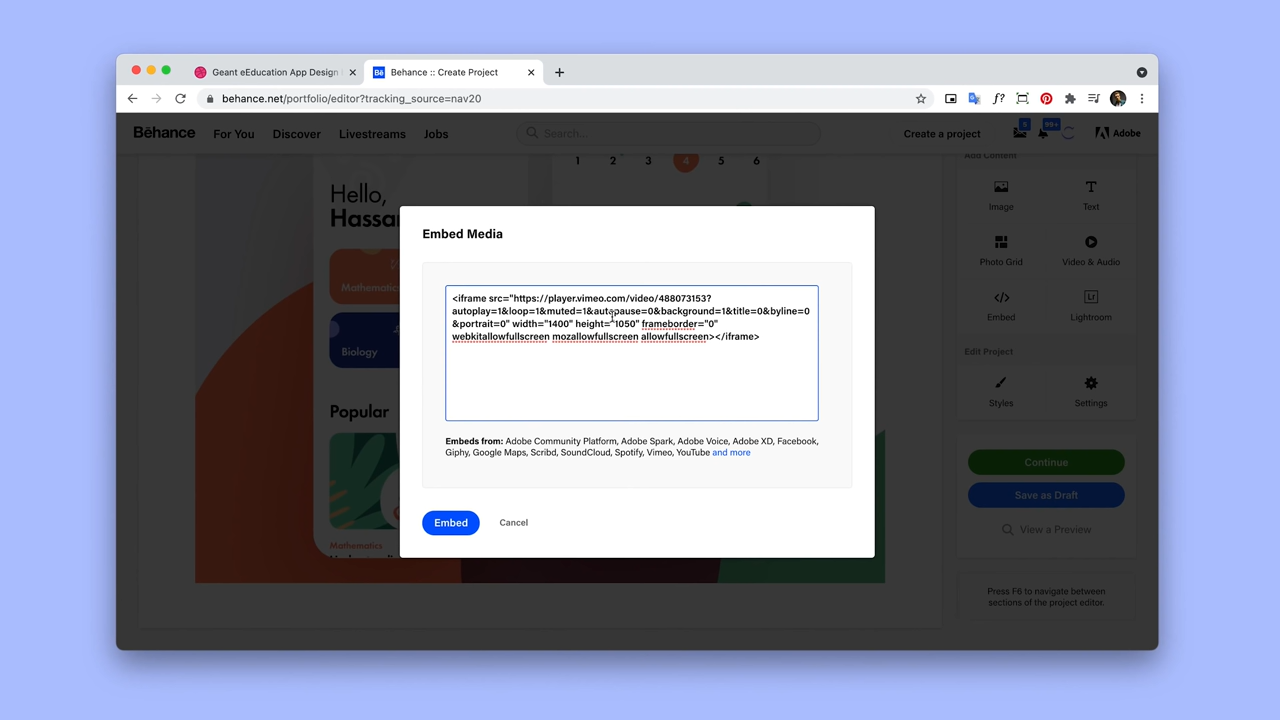 Geant eEducation App Design
Behance :: Create Project
behance.net/portfolio/editor?tracking_source=nav20
Bēhance
For You
Discover
Livestreams
Jobs
Search...
Create a project
5
99+
Adobe
1 2 3 4 5 6
Hello,
Hassa
Mathematics
Biology
Popular
Mathematics
Add Content
Image
Text
Photo Grid
Video & Audio
Embed
Lightroom
Edit Project
Styles
Settings
Continue
Save as Draft
View a Preview
Press F6 to navigate between
sections of the project editor.
Embed Media
<iframe src="https://player.vimeo.com/video/488073153?
autoplay=1&loop=1&muted=1&autopause=0&background=1&title=0&byline=0
&portrait=0" width="1400" height="1050" frameborder="0"
webkitallowfullscreen mozallowfullscreen allowfullscreen></iframe>
Embeds from: Adobe Community Platform, Adobe Spark, Adobe Voice, Adobe XD, Facebook,
Giphy, Google Maps, Scribd, SoundCloud, Spotify, Vimeo, YouTube and more
Embed
Cancel